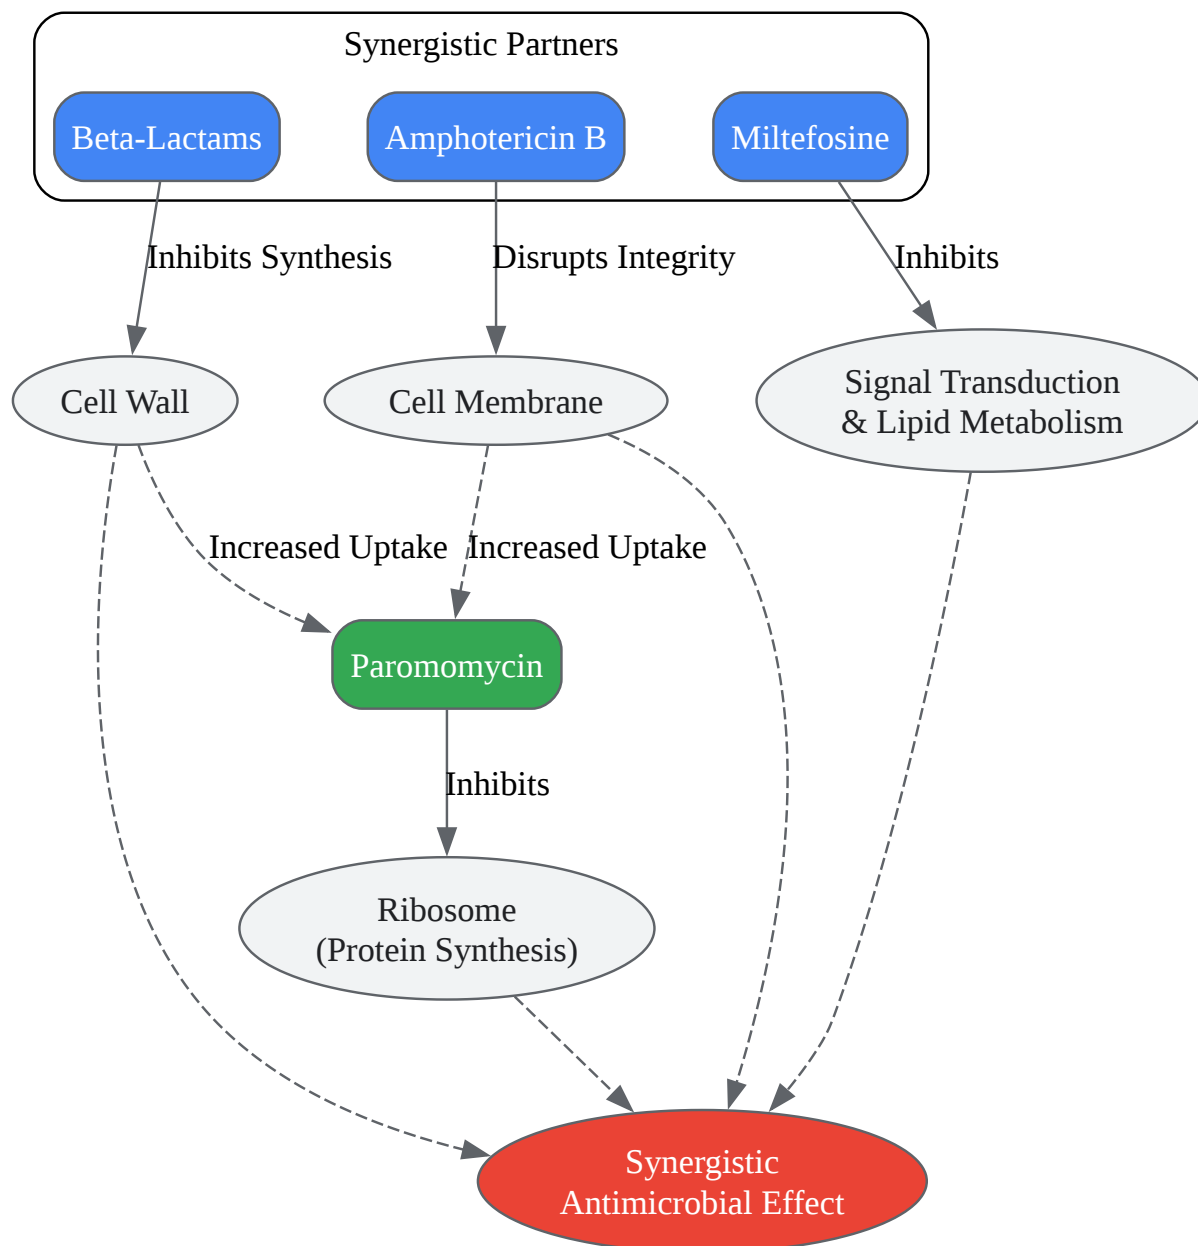 Synergistic Partners
Beta-Lactams
Amphotericin B
Miltefosine
Inhibits Synthesis
Disrupts Integrity
Inhibits
Cell Wall
Cell Membrane
Signal Transduction
& Lipid Metabolism
Increased Uptake
Increased Uptake
Paromomycin
Inhibits
Ribosome
(Protein Synthesis)
Synergistic
Antimicrobial Effect